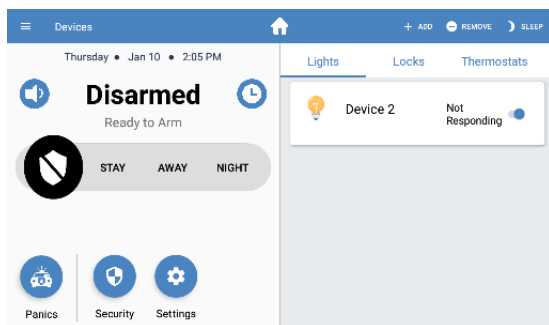 Devices
+ ADD REMOVE SLEEP
Thursday • Jan 10 • 2:05 PM
Disarmed
Ready to Arm
STAY AWAY NIGHT
Panics Security Settings
Lights Locks Thermostats
Device 2
Not
Responding